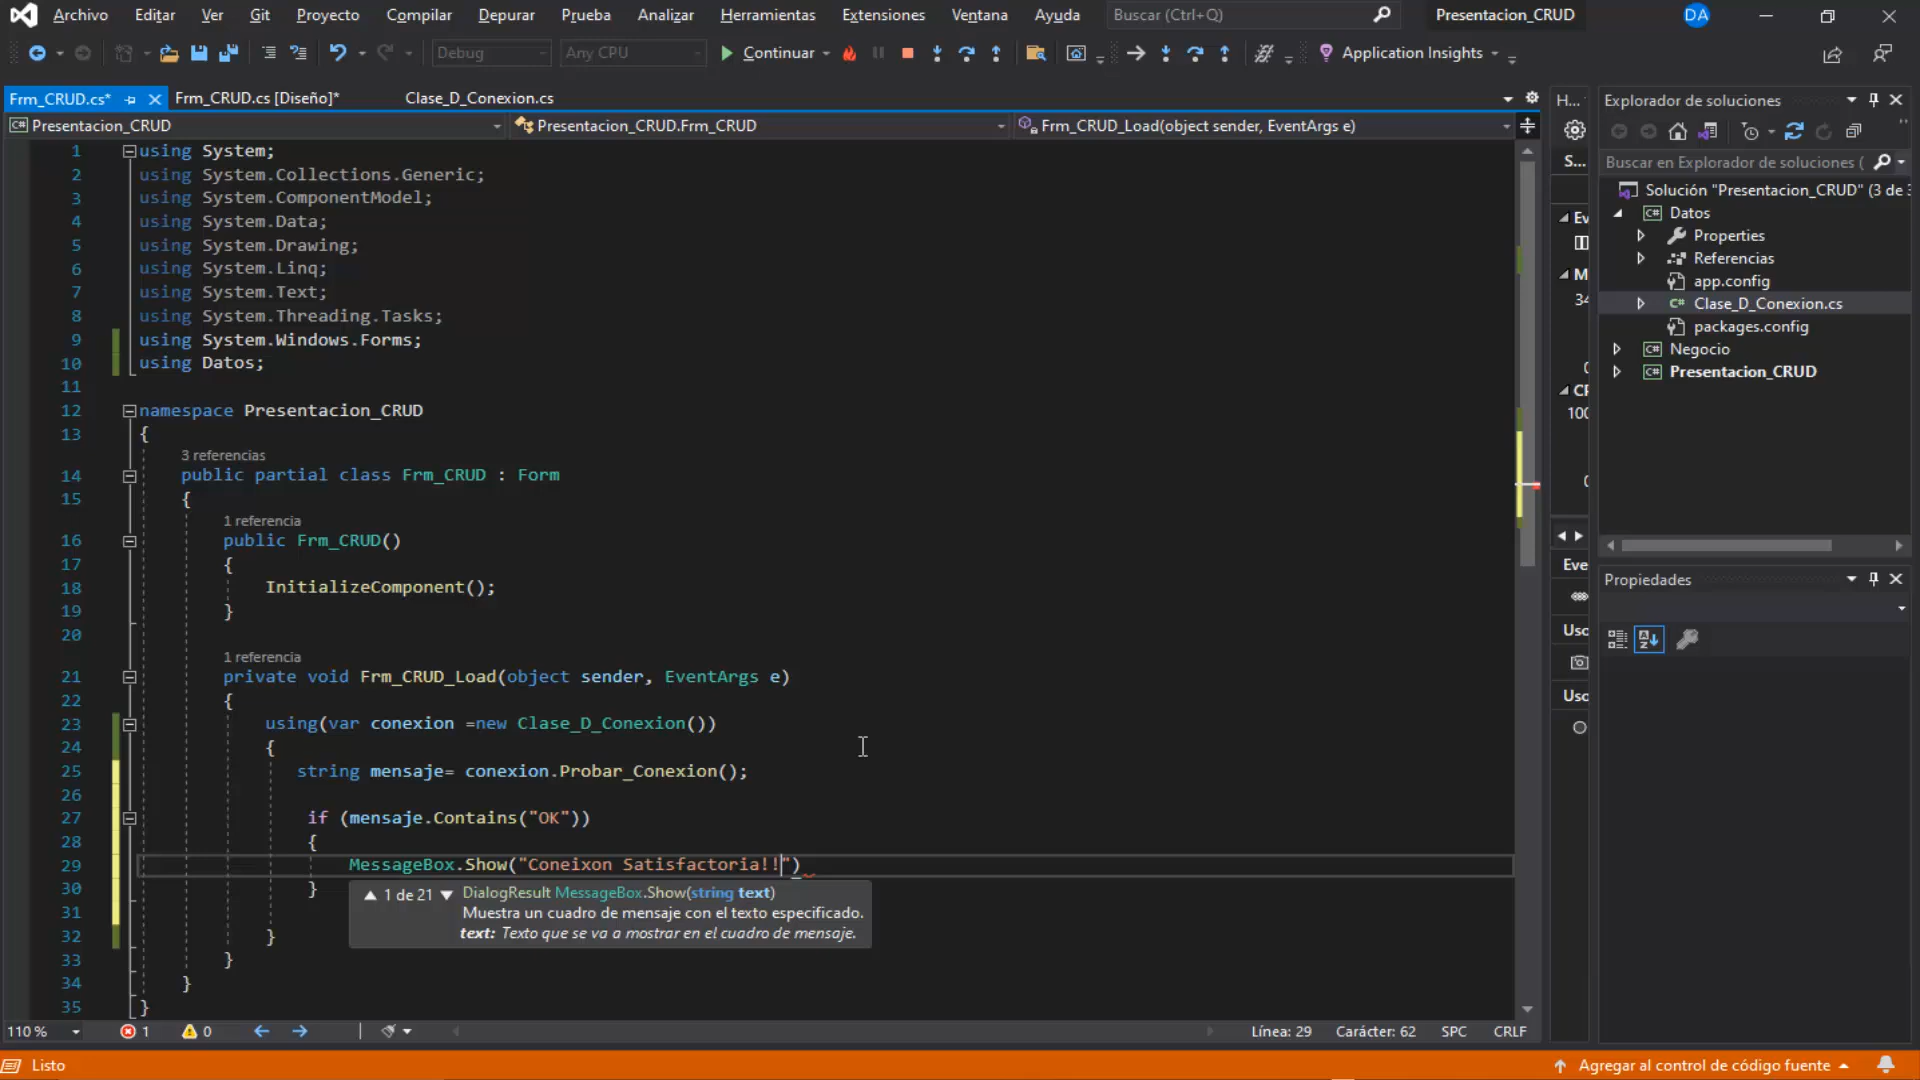 Archivo Editar Ver Git Proyecto Compilar Depurar Prueba Analizar Herramientas Extensiones Ventana Ayuda Buscar (Ctrl+Q) Presentacion_CRUD DA
Debug Any CPU Continuar Application Insights
Frm_CRUD.cs* Frm_CRUD.cs [Diseño]* Clase_D_Conexion.cs
Presentacion_CRUD Presentacion_CRUD.Frm_CRUD Frm_CRUD_Load(object sender, EventArgs e)
1 using System;
2 using System.Collections.Generic;
3 using System.ComponentModel;
4 using System.Data;
5 using System.Drawing;
6 using System.Linq;
7 using System.Text;
8 using System.Threading.Tasks;
9 using System.Windows.Forms;
10 using Datos;
11
12 namespace Presentacion_CRUD
13 {
3 referencias
14 public partial class Frm_CRUD : Form
15 {
1 referencia
16 public Frm_CRUD()
17 {
18 InitializeComponent();
19 }
20
1 referencia
21 private void Frm_CRUD_Load(object sender, EventArgs e)
22 {
23 using(var conexion =new Clase_D_Conexion())
24 {
25 string mensaje= conexion.Probar_Conexion();
26
27 if (mensaje.Contains("OK"))
28 {
29 MessageBox.Show("Coneixon Satisfactoria!!")
30 }
1 de 21 DialogResult MessageBox.Show(string text)
Muestra un cuadro de mensaje con el texto especificado.
text: Texto que se va a mostrar en el cuadro de mensaje.
31
32 }
33 }
34 }
35 }
110 % 1 0 Línea: 29 Carácter: 62 SPC CRLF
Listo Agregar al control de código fuente
H...
S...
Ev
M
34
0
CP
100
0
Eve
Uso
Uso
Explorador de soluciones
Buscar en Explorador de soluciones (
Solución "Presentacion_CRUD" (3 de 3
Datos
Properties
Referencias
app.config
Clase_D_Conexion.cs
packages.config
Negocio
Presentacion_CRUD
Propiedades